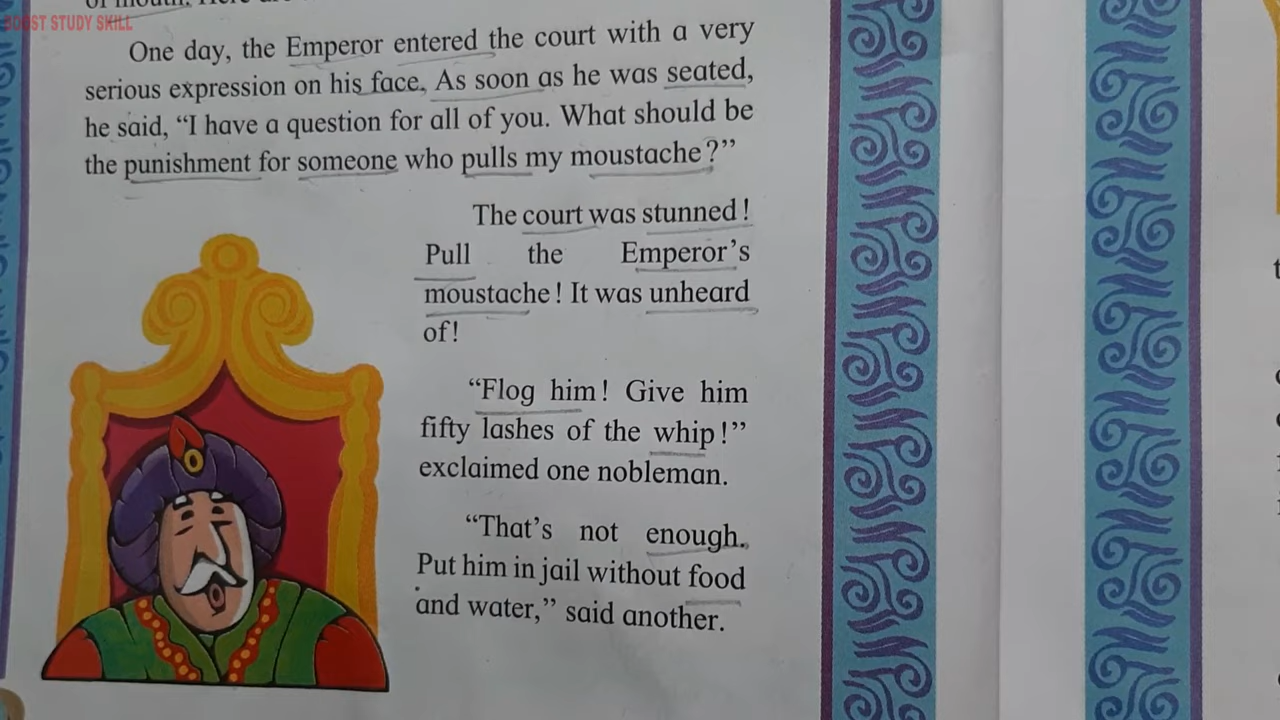 BOOST STUDY SKILL
One day, the Emperor entered the court with a very
serious expression on his face. As soon as he was seated,
he said, “I have a question for all of you. What should be
the punishment for someone who pulls my moustache?”
The court was stunned!
Pull the Emperor’s
moustache! It was unheard
of!
“Flog him! Give him
fifty lashes of the whip!”
exclaimed one nobleman.
“That’s not enough.
Put him in jail without food
and water,” said another.